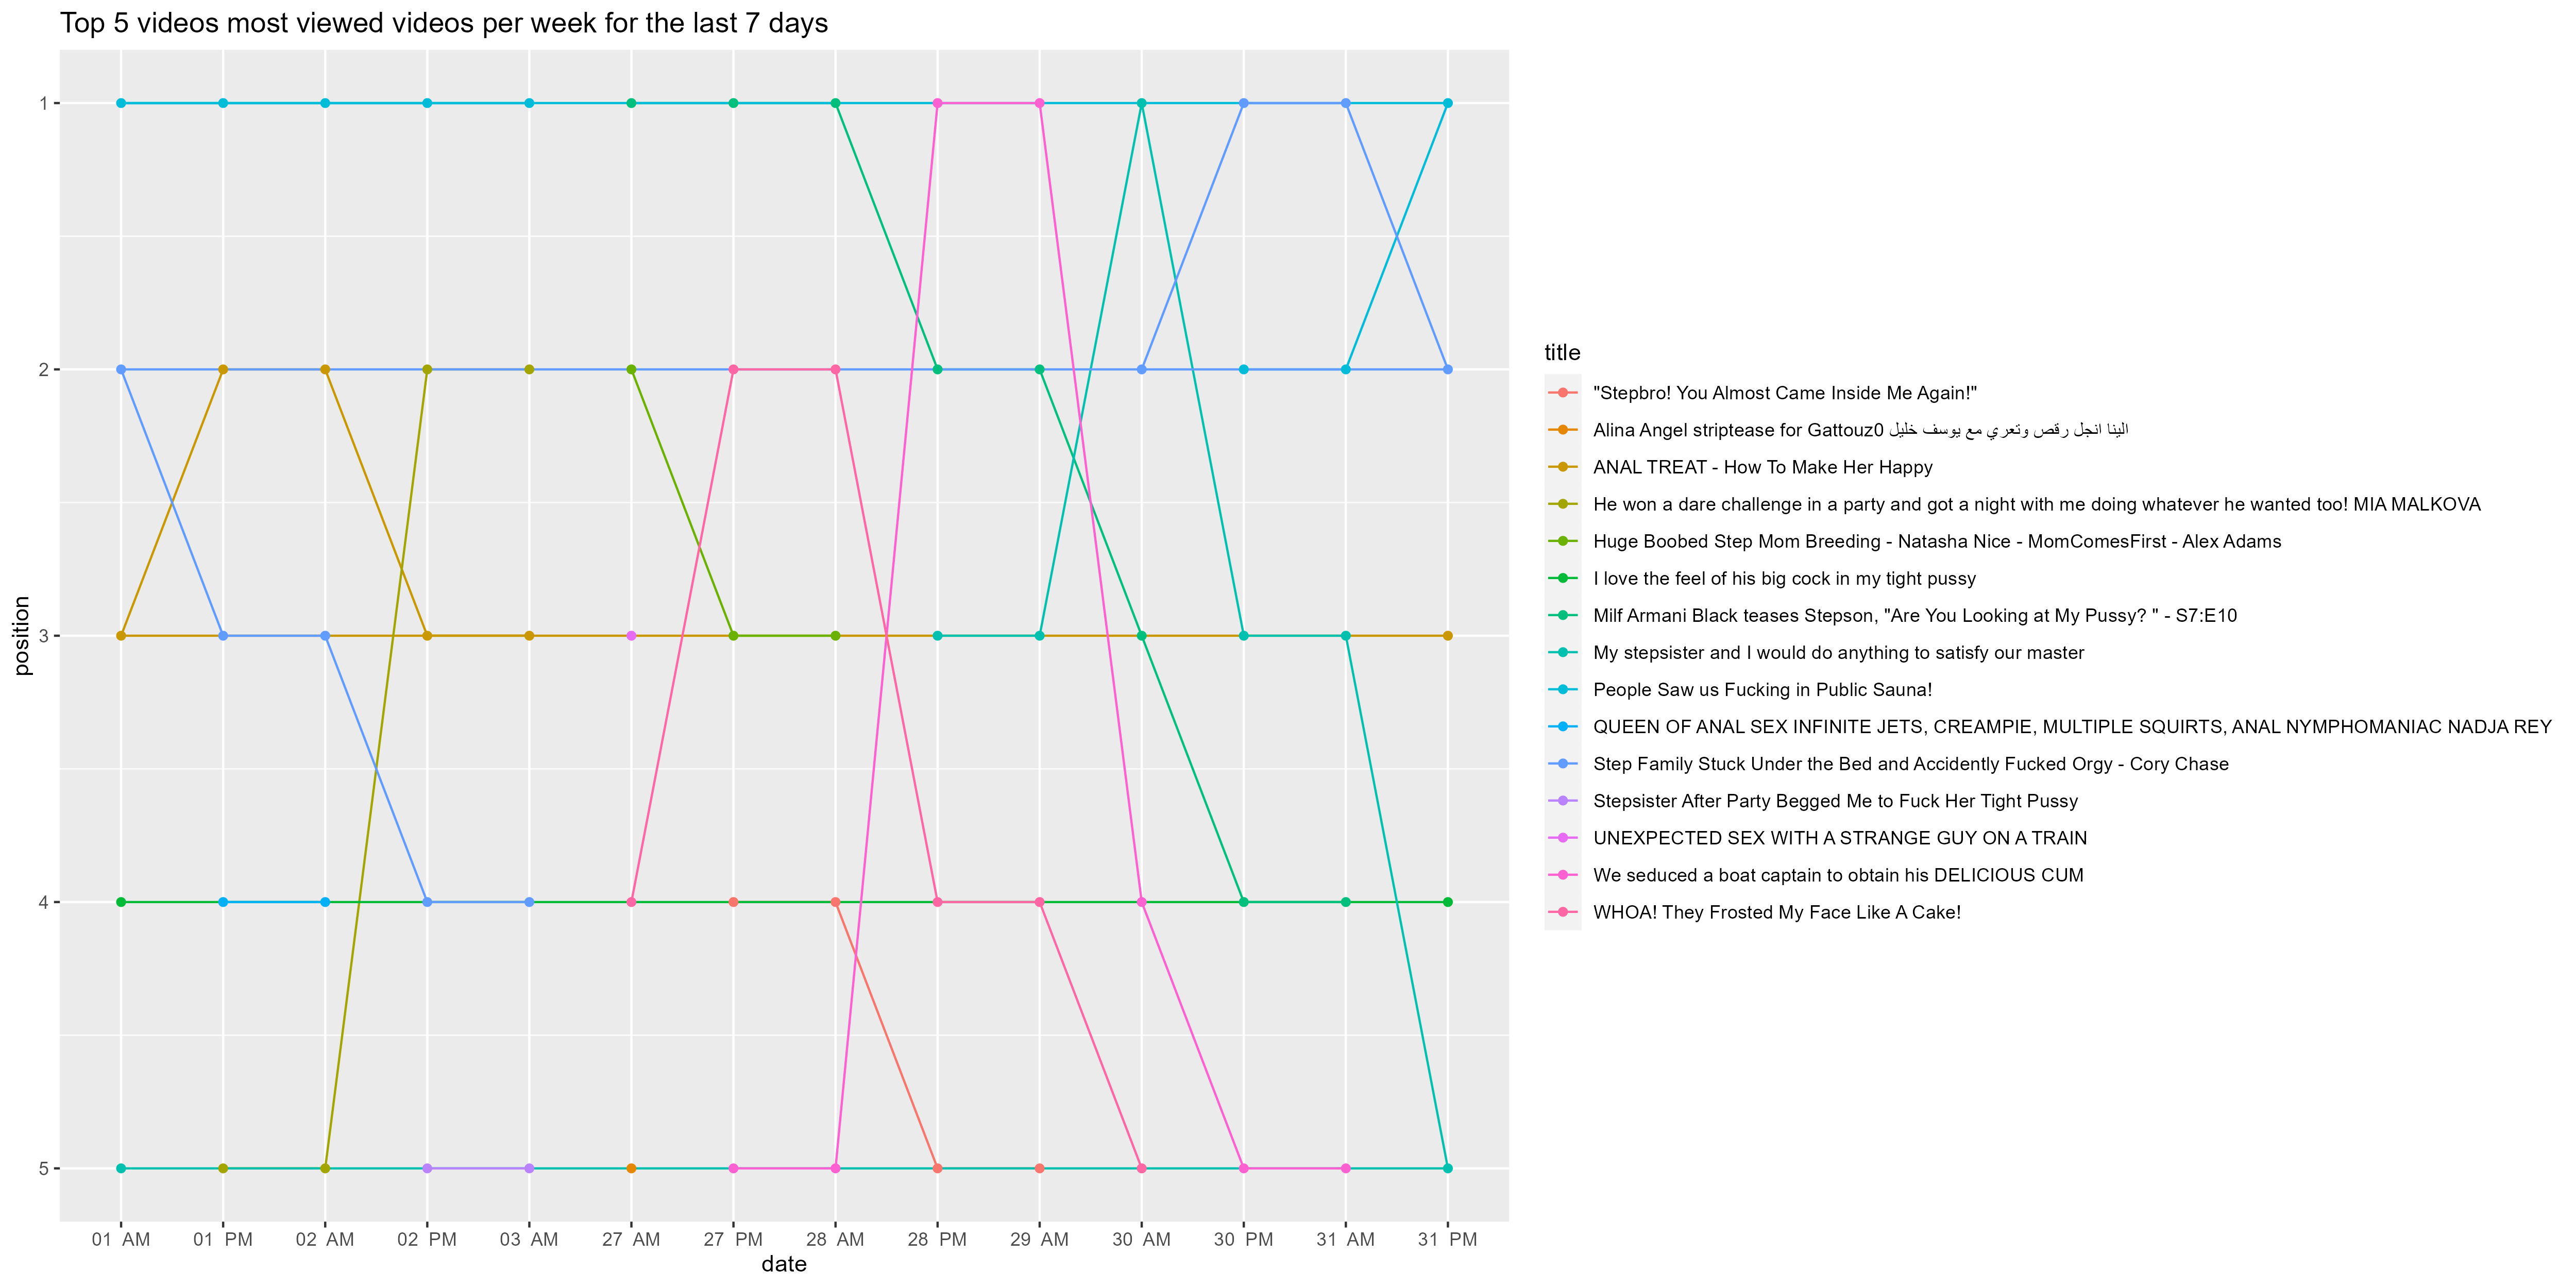 Top 5 videos most viewed videos per week for the last 7 days
position
1
2
3
4
5
01 AM
01 PM
02 AM
02 PM
03 AM
27 AM
27 PM
28 AM
28 PM
29 AM
30 AM
30 PM
31 AM
31 PM
date
title
"Stepbro! You Almost Came Inside Me Again!"
Alina Angel striptease for Gattouz0 الينا انجل رقص وتعري مع يوسف خليل
ANAL TREAT - How To Make Her Happy
He won a dare challenge in a party and got a night with me doing whatever he wanted too! MIA MALKOVA
Huge Boobed Step Mom Breeding - Natasha Nice - MomComesFirst - Alex Adams
I love the feel of his big cock in my tight pussy
Milf Armani Black teases Stepson, "Are You Looking at My Pussy? " - S7:E10
My stepsister and I would do anything to satisfy our master
People Saw us Fucking in Public Sauna!
QUEEN OF ANAL SEX INFINITE JETS, CREAMPIE, MULTIPLE SQUIRTS, ANAL NYMPHOMANIAC NADJA REY
Step Family Stuck Under the Bed and Accidently Fucked Orgy - Cory Chase
Stepsister After Party Begged Me to Fuck Her Tight Pussy
UNEXPECTED SEX WITH A STRANGE GUY ON A TRAIN
We seduced a boat captain to obtain his DELICIOUS CUM
WHOA! They Frosted My Face Like A Cake!